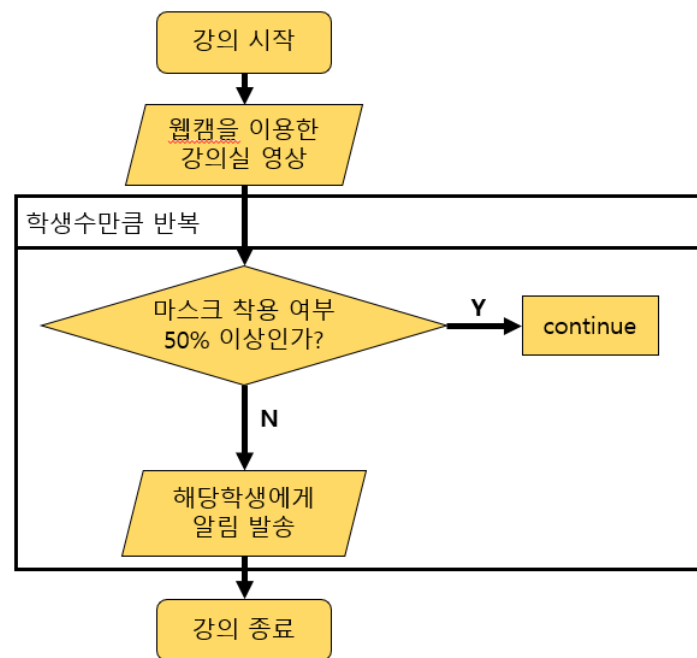 강의 시작
웹캠을 이용한
강의실 영상
학생수만큼 반복
마스크 착용 여부
50% 이상인가?
Y
continue
N
해당학생에게
알림 발송
강의 종료